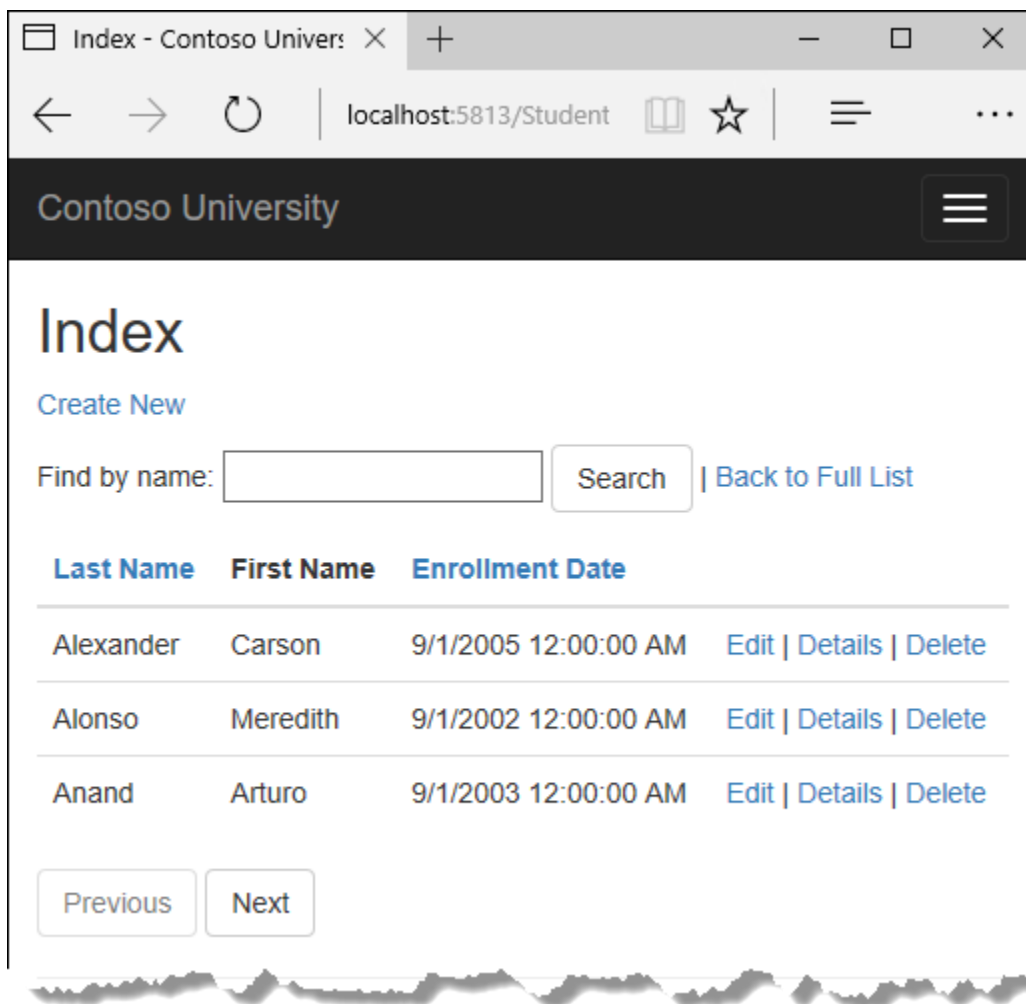 Index - Contoso Univers
localhost:5813/Student
Contoso University
Index
Create New
Find by name: Search | Back to Full List
Last Name First Name Enrollment Date
Alexander Carson 9/1/2005 12:00:00 AM Edit | Details | Delete
Alonso Meredith 9/1/2002 12:00:00 AM Edit | Details | Delete
Anand Arturo 9/1/2003 12:00:00 AM Edit | Details | Delete
Previous Next